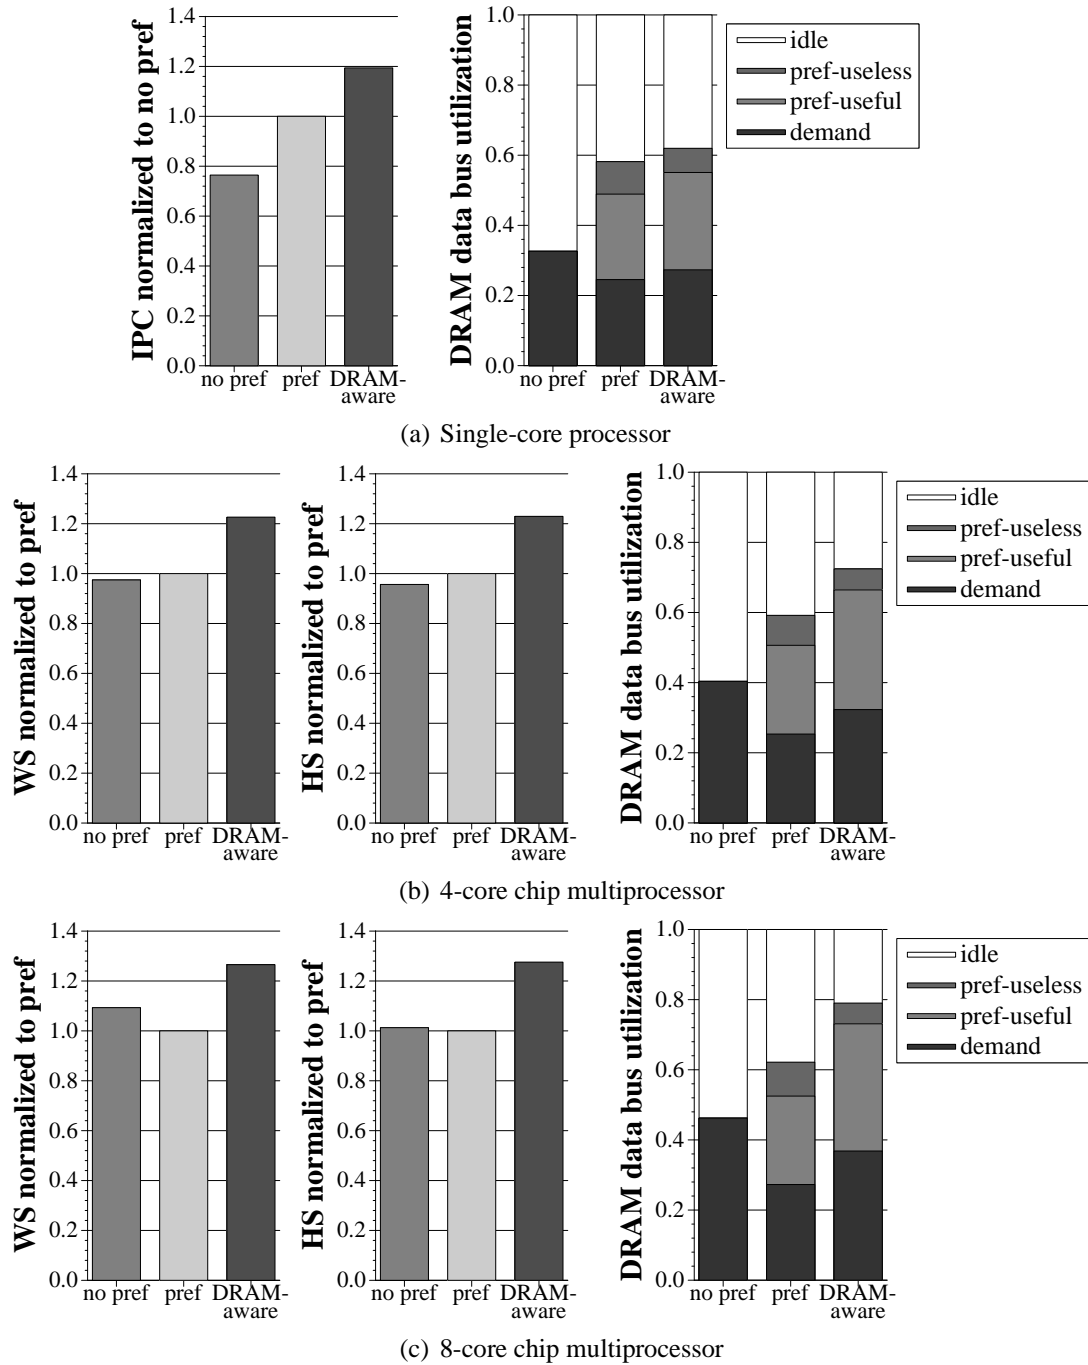 IPC normalized to no pref
1.4
1.2
1.0
0.8
0.6
0.4
0.2
0.0
no pref
pref
DRAM-
aware
DRAM data bus utilization
1.0
0.8
0.6
0.4
0.2
0.0
no pref
pref
DRAM-
aware
idle
pref-useless
pref-useful
demand
(a) Single-core processor
WS normalized to pref
1.4
1.2
1.0
0.8
0.6
0.4
0.2
0.0
no pref
pref
DRAM-
aware
HS normalized to pref
1.4
1.2
1.0
0.8
0.6
0.4
0.2
0.0
no pref
pref
DRAM-
aware
DRAM data bus utilization
1.0
0.8
0.6
0.4
0.2
0.0
no pref
pref
DRAM-
aware
idle
pref-useless
pref-useful
demand
(b) 4-core chip multiprocessor
WS normalized to pref
1.4
1.2
1.0
0.8
0.6
0.4
0.2
0.0
no pref
pref
DRAM-
aware
HS normalized to pref
1.4
1.2
1.0
0.8
0.6
0.4
0.2
0.0
no pref
pref
DRAM-
aware
DRAM data bus utilization
1.0
0.8
0.6
0.4
0.2
0.0
no pref
pref
DRAM-
aware
idle
pref-useless
pref-useful
demand
(c) 8-core chip multiprocessor